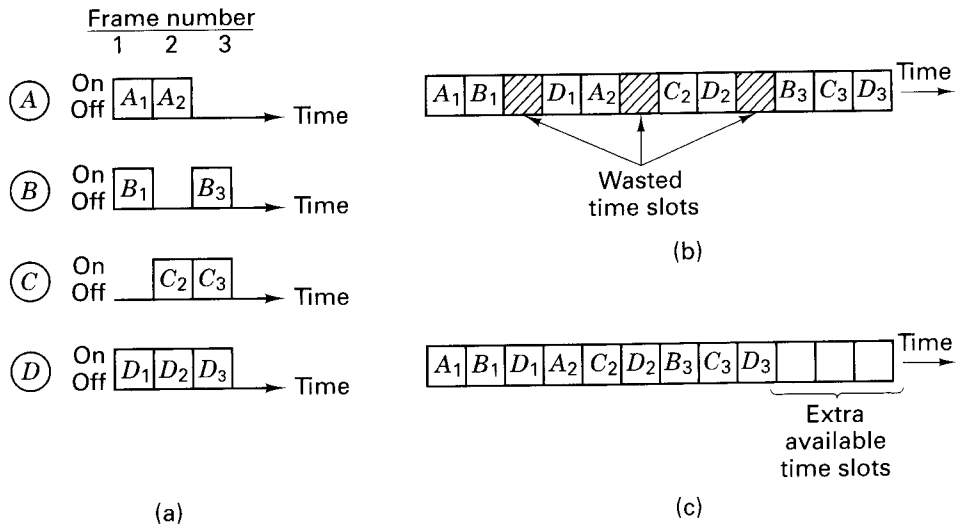 Frame number
1 2 3
A On Off A₁ A₂ Time
B On Off B₁ B₃ Time
C On Off C₂ C₃ Time
D On Off D₁ D₂ D₃ Time
(a)
A₁ B₁ D₁ A₂ C₂ D₂ B₃ C₃ D₃ Time
Wasted
time slots
(b)
A₁ B₁ D₁ A₂ C₂ D₂ B₃ C₃ D₃ Time
Extra
available
time slots
(c)